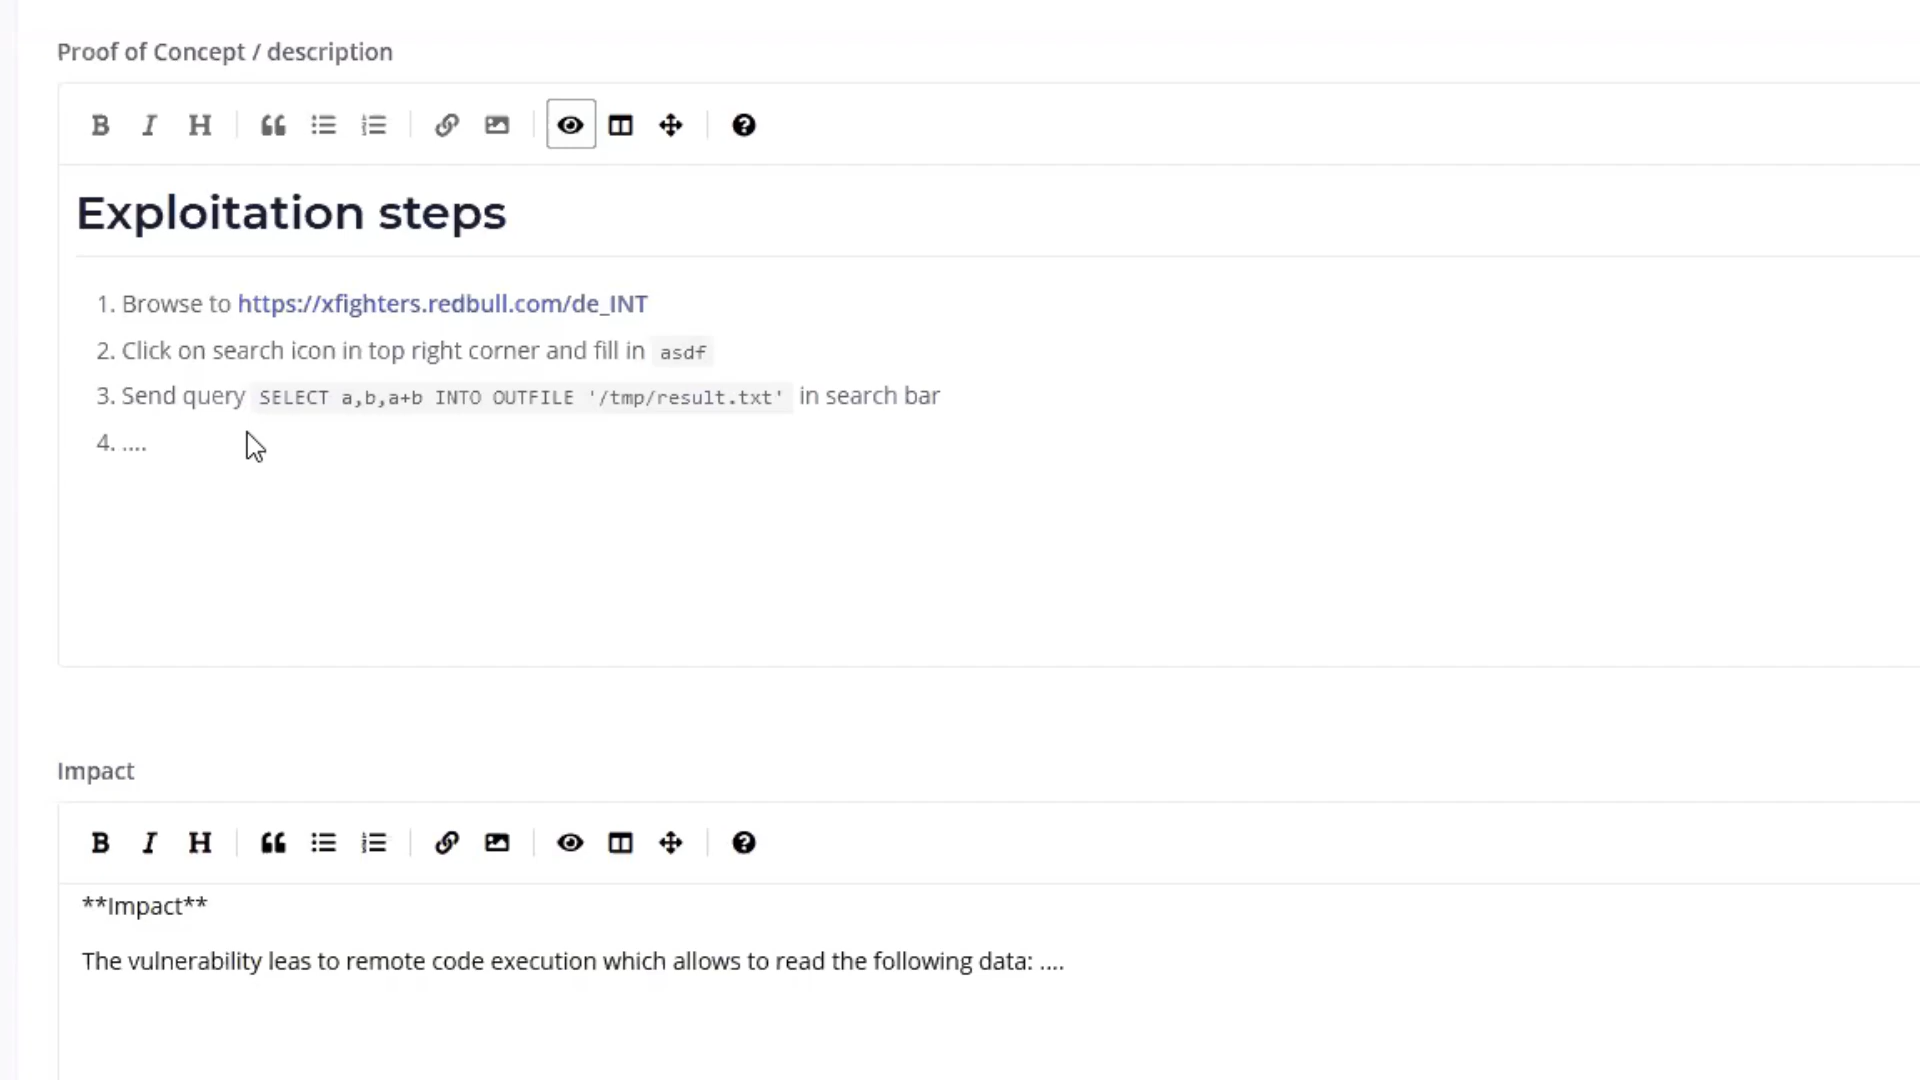 Proof of Concept / description
B I H
Exploitation steps
1. Browse to https://xfighters.redbull.com/de_INT
2. Click on search icon in top right corner and fill in asdf
3. Send query SELECT a,b,a+b INTO OUTFILE '/tmp/result.txt' in search bar
4. ....
Impact
B I H
**Impact**
The vulnerability leas to remote code execution which allows to read the following data: ....